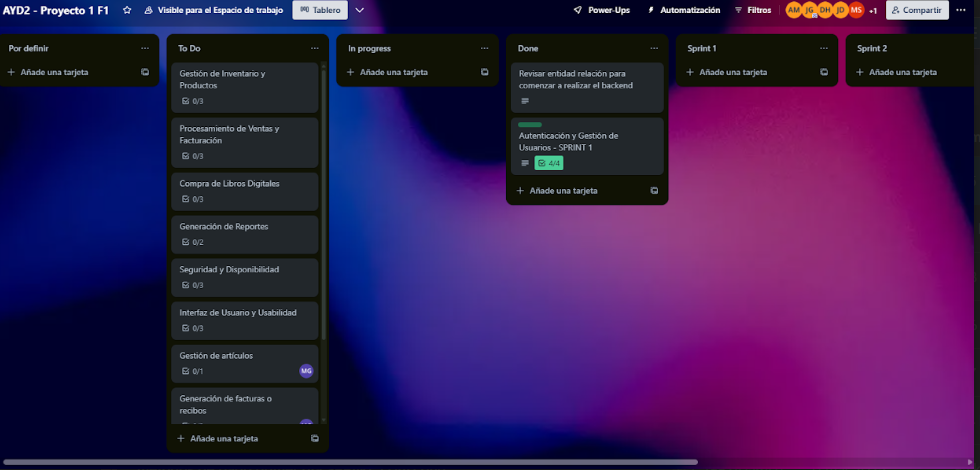 AYD2 - Proyecto 1 F1
Visible para el Espacio de trabajo
Tablero
Power-Ups
Automatización
Filtros
AM
JG
DH
JD
MS
+1
Compartir
Por definir
Añade una tarjeta
To Do
Gestión de Inventario y
Productos
0/3
Procesamiento de Ventas y
Facturación
0/3
Compra de Libros Digitales
0/3
Generación de Reportes
0/2
Seguridad y Disponibilidad
0/3
Interfaz de Usuario y Usabilidad
0/3
Gestión de artículos
0/1
MG
Generación de facturas o
recibos
Añade una tarjeta
In progress
Añade una tarjeta
Done
Revisar entidad relación para
comenzar a realizar el backend
Autenticación y Gestión de
Usuarios - SPRINT 1
4/4
Añade una tarjeta
Sprint 1
Añade una tarjeta
Sprint 2
Añade una tarjeta